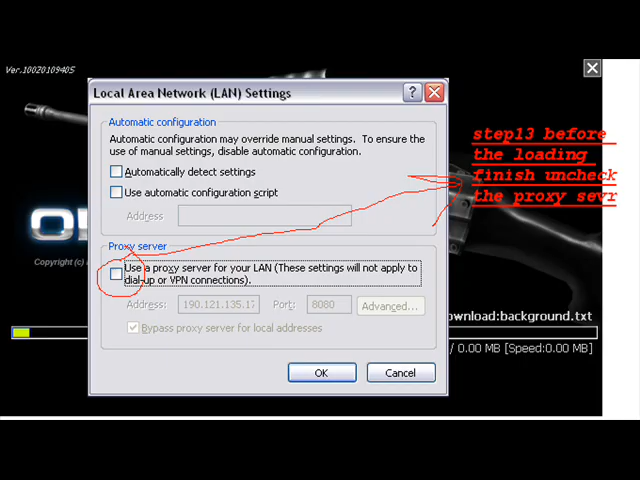 Ver.10020109405
Local Area Network (LAN) Settings
Automatic configuration
Automatic configuration may override manual settings. To ensure the
use of manual settings, disable automatic configuration.
Automatically detect settings
Use automatic configuration script
Address
Proxy server
Use a proxy server for your LAN (These settings will not apply to
dial-up or VPN connections).
Address:
Port: 8080
Advanced...
Bypass proxy server for local addresses
OK
Cancel
step13 before
the loading
finish uncheck
the proxy sevr
Copyright (c)
ownload:background.txt
/ 0.00 MB [Speed:0.00 MB]